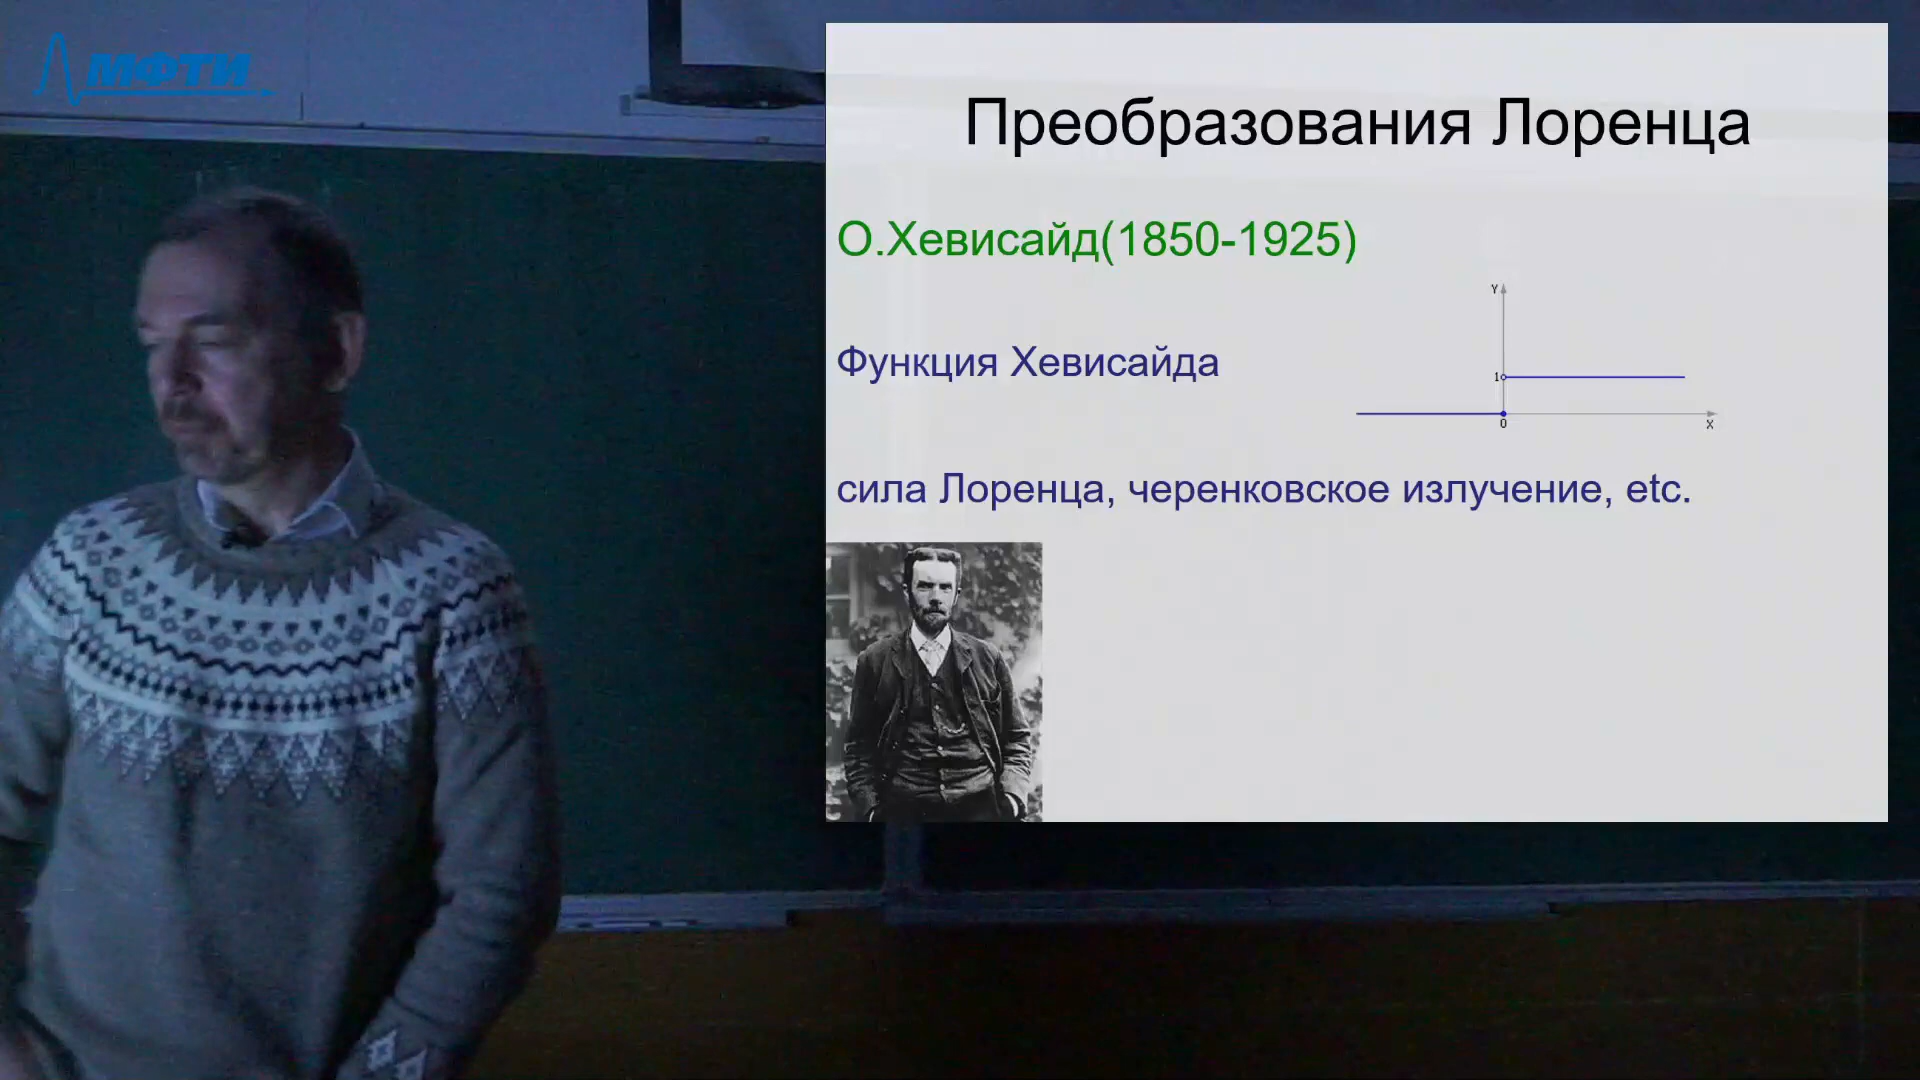 МФТИ
Преобразования Лоренца
О.Хевисайд(1850-1925)
Y
Функция Хевисайда
1
0
X
сила Лоренца, черенковское излучение, etc.